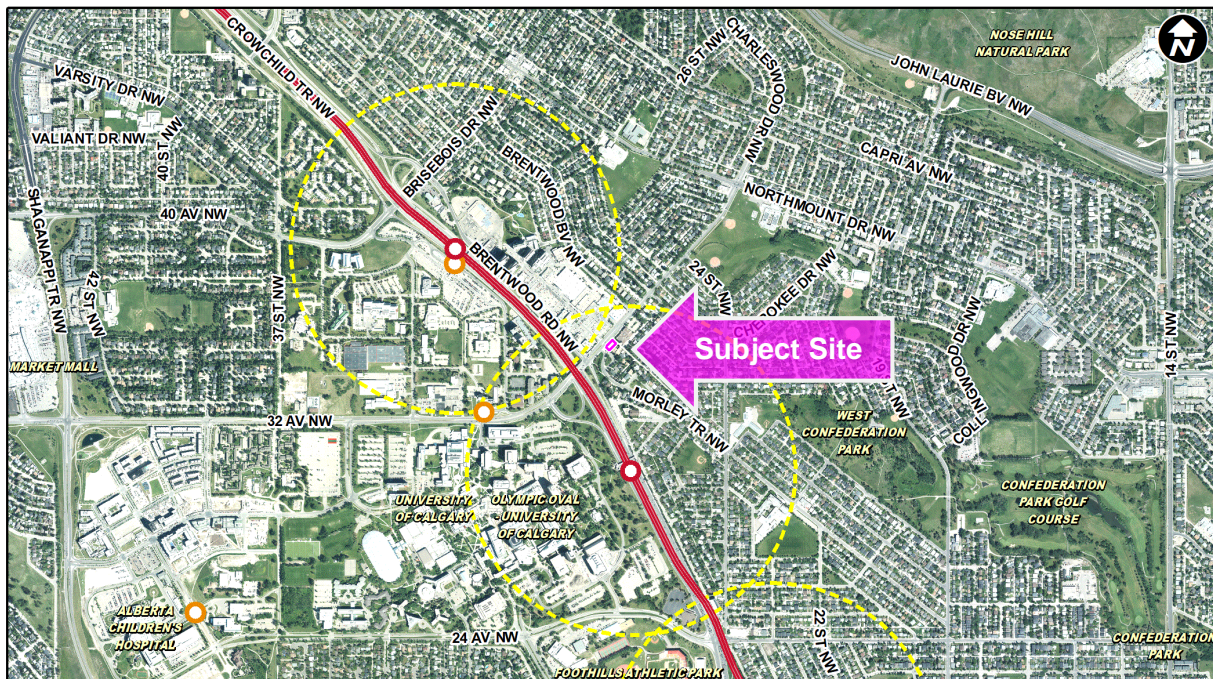 CROWCHILD TR NW
CHARLESWOOD DR NW
26 ST NW
NOSE HILL
NATURAL PARK
N
JOHN LAURIE BV NW
VARSITY DR NW
VALIANT DR NW
40 ST NW
BRISEBOIS DR NW
BRENTWOOD BV NW
CAPRI AV NW
NORTHMOUNT DR NW
40 AV NW
SHAGANAPPI TR NW
42 ST NW
37 ST NW
BRENTWOOD RD NW
24 ST NW
CHEROKEE DR NW
Subject Site
19 ST NW
COLLINGWOOD DR NW
14 ST NW
MARKET MALL
MORLEY TR NW
32 AV NW
WEST
CONFEDERATION
PARK
UNIVERSITY
OF CALGARY
OLYMPIC OVAL
- UNIVERSITY
OF CALGARY
CONFEDERATION
PARK GOLF
COURSE
ALBERTA
CHILDREN'S
HOSPITAL
24 AV NW
22 ST NW
FOOTHILLS ATHLETIC PARK
CONFEDERATION
PARK